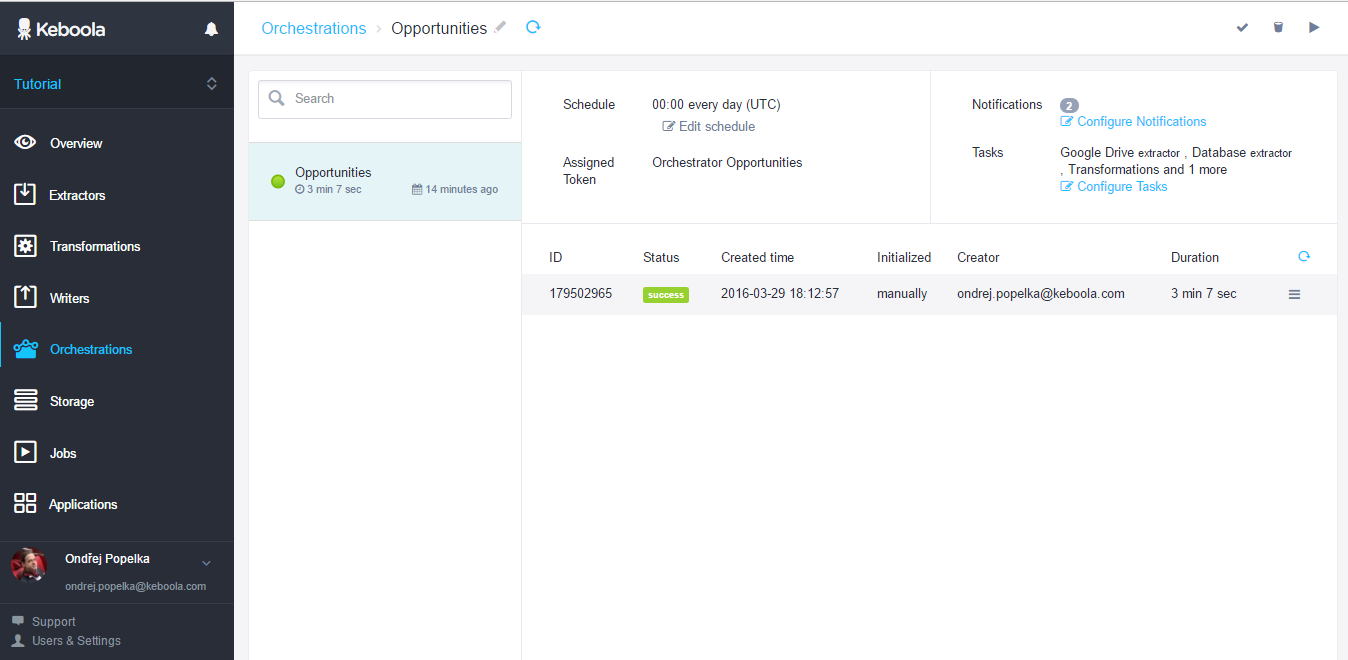 Keboola
Tutorial
Overview
Extractors
Transformations
Writers
Orchestrations
Storage
Jobs
Applications
Ondřej Popelka
ondrej.popelka@keboola.com
Support
Users & Settings
Orchestrations › Opportunities
Search
Opportunities
3 min 7 sec 14 minutes ago
Schedule 00:00 every day (UTC)
Edit schedule
Assigned Token Orchestrator Opportunities
Notifications 2
Configure Notifications
Tasks Google Drive extractor , Database extractor
, Transformations and 1 more
Configure Tasks
ID Status Created time Initialized Creator Duration
179502965 success 2016-03-29 18:12:57 manually ondrej.popelka@keboola.com 3 min 7 sec